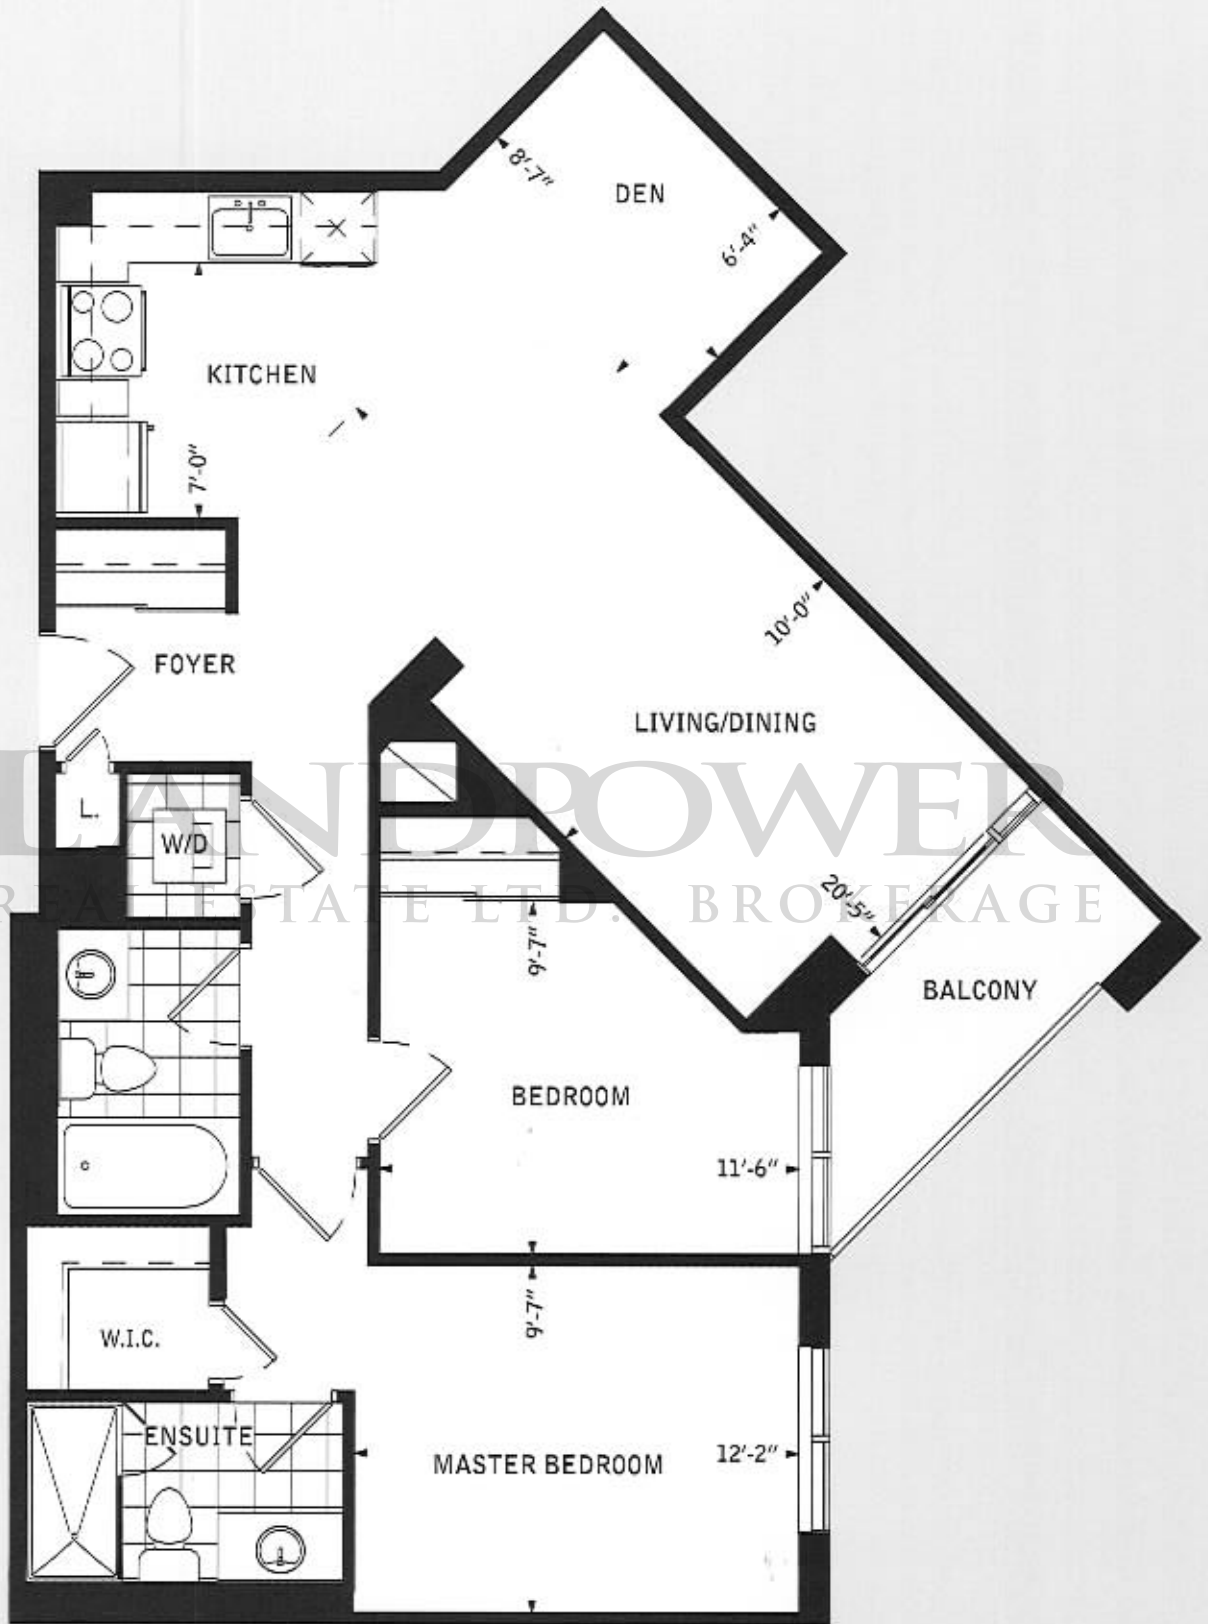 8'-7"
DEN
6'-4"
KITCHEN
7'-0"
10'-0"
FOYER
LIVING/DINING
LANDPOWER
L.
W/D
REAL ESTATE LTD. BROKERAGE
20'-5"
9'-7"
BALCONY
BEDROOM
11'-6"
9'-7"
W.I.C.
ENSUITE
MASTER BEDROOM
12'-2"